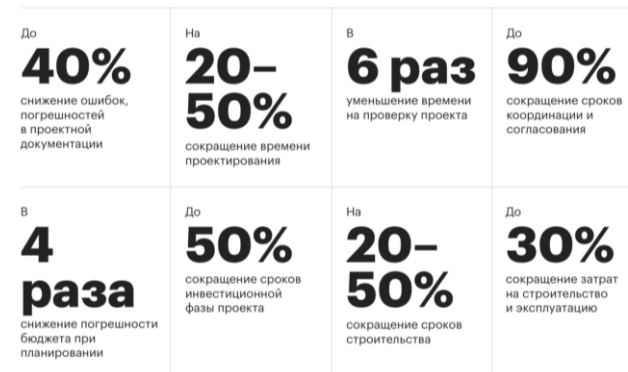 До
40%
снижение ошибок,
погрешностей
в проектной
документации
На
20–
50%
сокращение времени
проектирования
В
6 раз
уменьшение времени
на проверку проекта
До
90%
сокращение сроков
координации и
согласования
В
4
раза
снижение погрешности
бюджета при
планировании
До
50%
сокращение сроков
инвестиционной
фазы проекта
На
20–
50%
сокращение сроков
строительства
До
30%
сокращение затрат
на строительство
и эксплуатацию